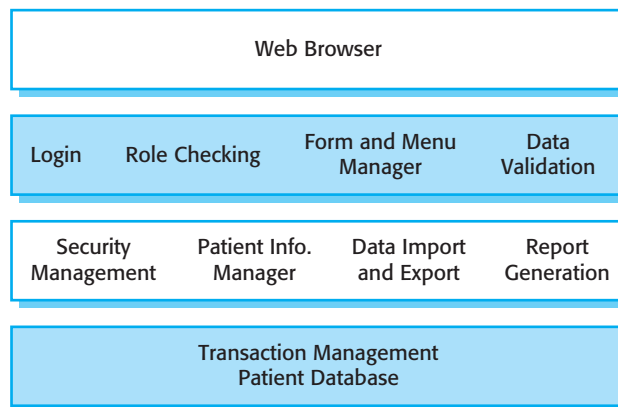 Web Browser
Login
Role Checking
Form and Menu
Manager
Data
Validation
Security
Management
Patient Info.
Manager
Data Import
and Export
Report
Generation
Transaction Management
Patient Database